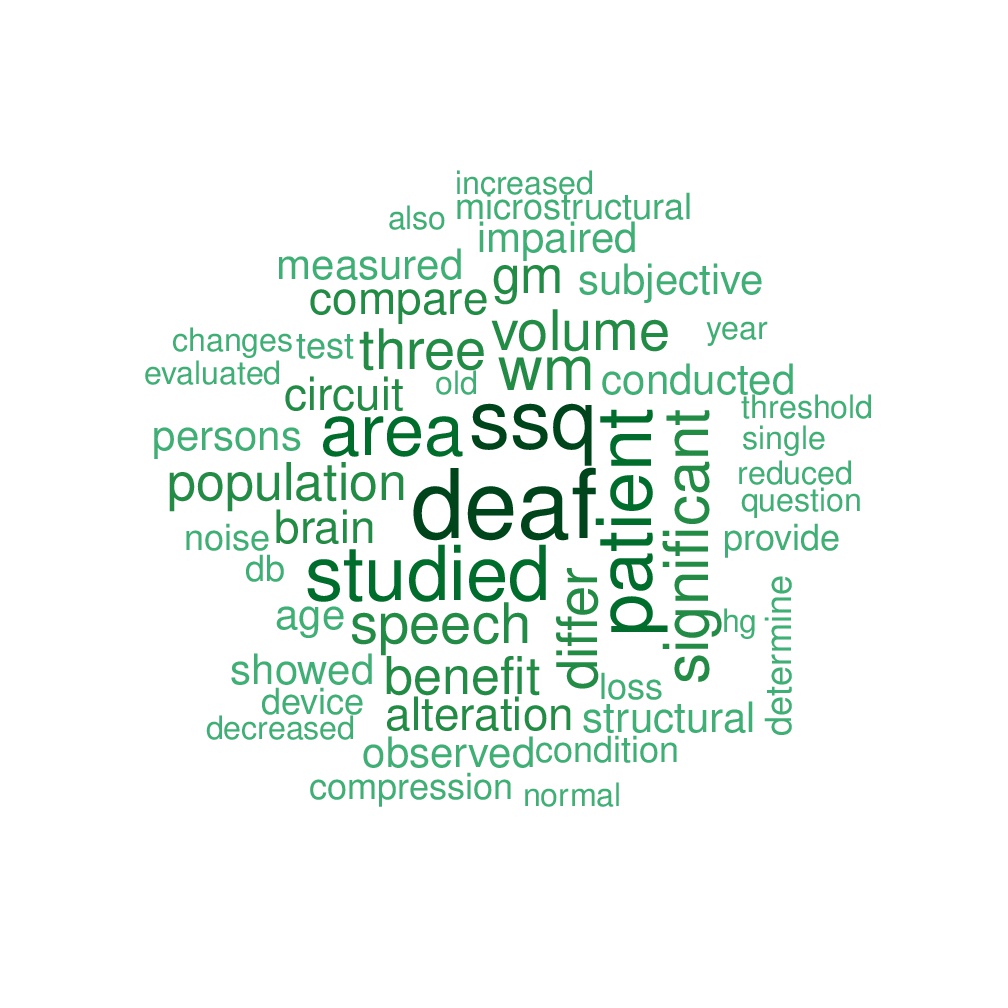 increased
microstructural
also
impaired
measured
gm
subjective
compare
volume
year
changes
test
three
wm
evaluated
old
conducted
circuit
ssq
threshold
area
patient
significant
persons
single
population
deaf
reduced
question
noise
brain
provide
db
studied
differ
age
speech
hg
determine
showed
benefit
loss
device
alteration
structural
decreased
observed
condition
compression
normal